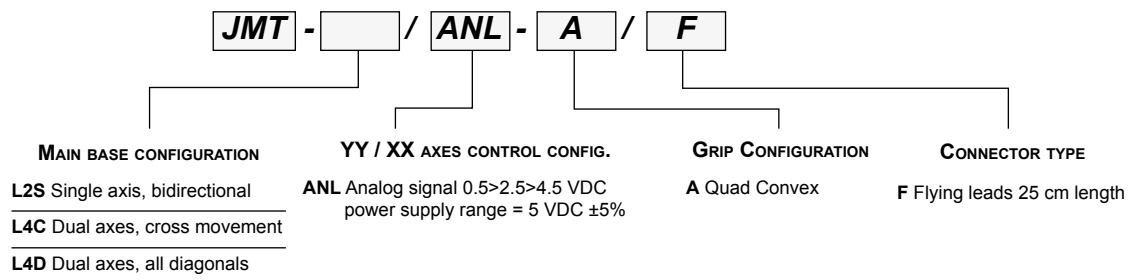 JMT - / ANL - A / F
MAIN BASE CONFIGURATION
L2S Single axis, bidirectional
L4C Dual axes, cross movement
L4D Dual axes, all diagonals
YY / XX AXES CONTROL CONFIG.
ANL Analog signal 0.5>2.5>4.5 VDC
power supply range = 5 VDC ±5%
GRIP CONFIGURATION
A Quad Convex
CONNECTOR TYPE
F Flying leads 25 cm length